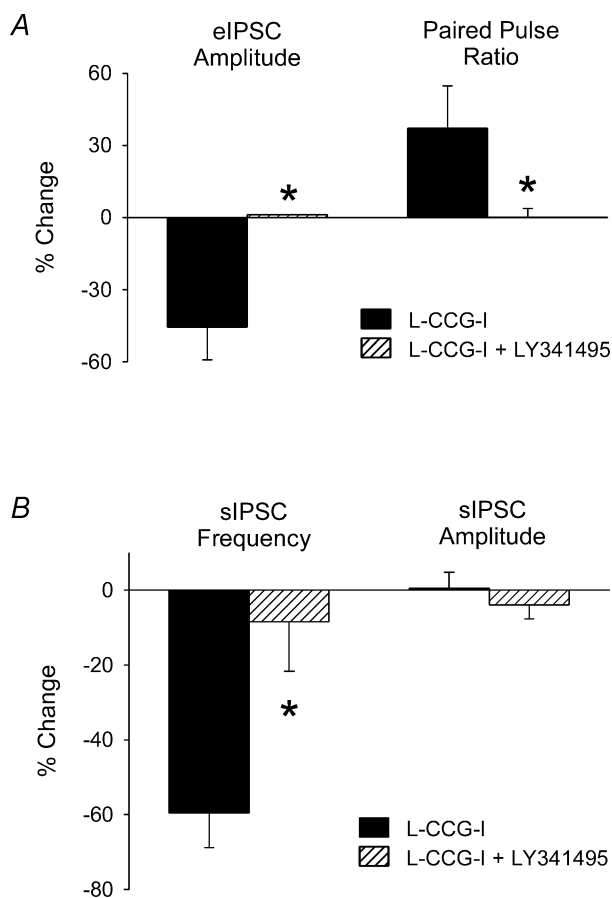 A
eIPSC
Amplitude
Paired Pulse
Ratio
60
30
0
-30
-60
% Change
*
*
L-CCG-I
L-CCG-I + LY341495
B
sIPSC
Frequency
sIPSC
Amplitude
0
-20
-40
-60
-80
% Change
*
L-CCG-I
L-CCG-I + LY341495